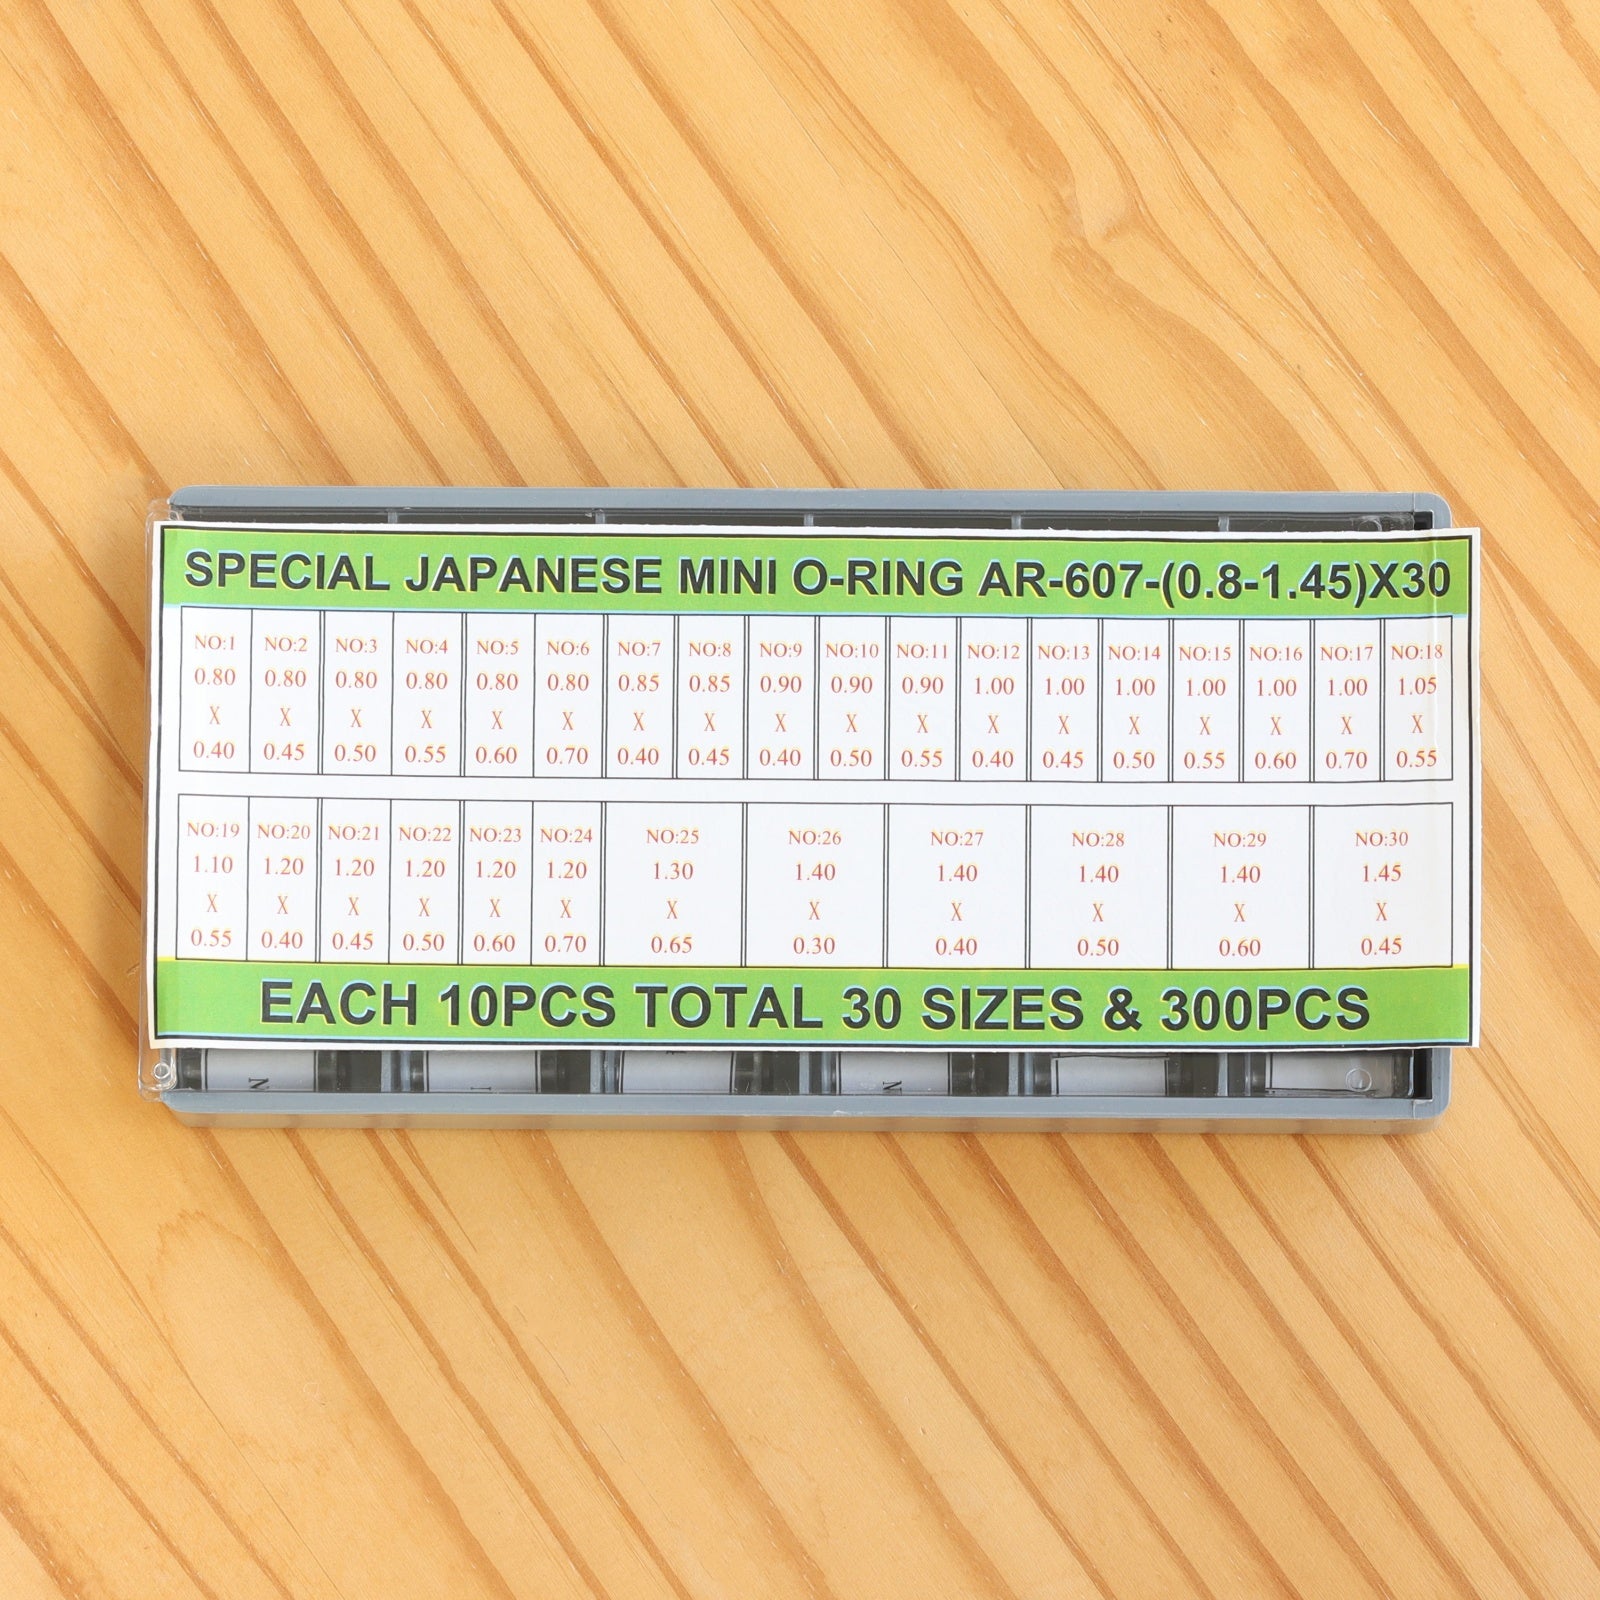 SPECIAL JAPANESE MINI O-RING AR-607-(0.8-1.45)X30
NO:1 NO:2 NO:3 NO:4 NO:5 NO:6 NO:7 NO:8 NO:9 NO:10 NO:11 NO:12 NO:13 NO:14 NO:15 NO:16 NO:17 NO:18
0.80 0.80 0.80 0.80 0.80 0.80 0.85 0.85 0.90 0.90 0.90 1.00 1.00 1.00 1.00 1.00 1.00 1.05
X X X X X X X X X X X X X X X X X X
0.40 0.45 0.50 0.55 0.60 0.70 0.40 0.45 0.40 0.50 0.55 0.40 0.45 0.50 0.55 0.60 0.70 0.55
NO:19 NO:20 NO:21 NO:22 NO:23 NO:24 NO:25 NO:26 NO:27 NO:28 NO:29 NO:30
1.10 1.20 1.20 1.20 1.20 1.20 1.30 1.40 1.40 1.40 1.40 1.45
X X X X X X X X X X X X
0.55 0.40 0.45 0.50 0.60 0.70 0.65 0.30 0.40 0.50 0.60 0.45
EACH 10PCS TOTAL 30 SIZES & 300PCS